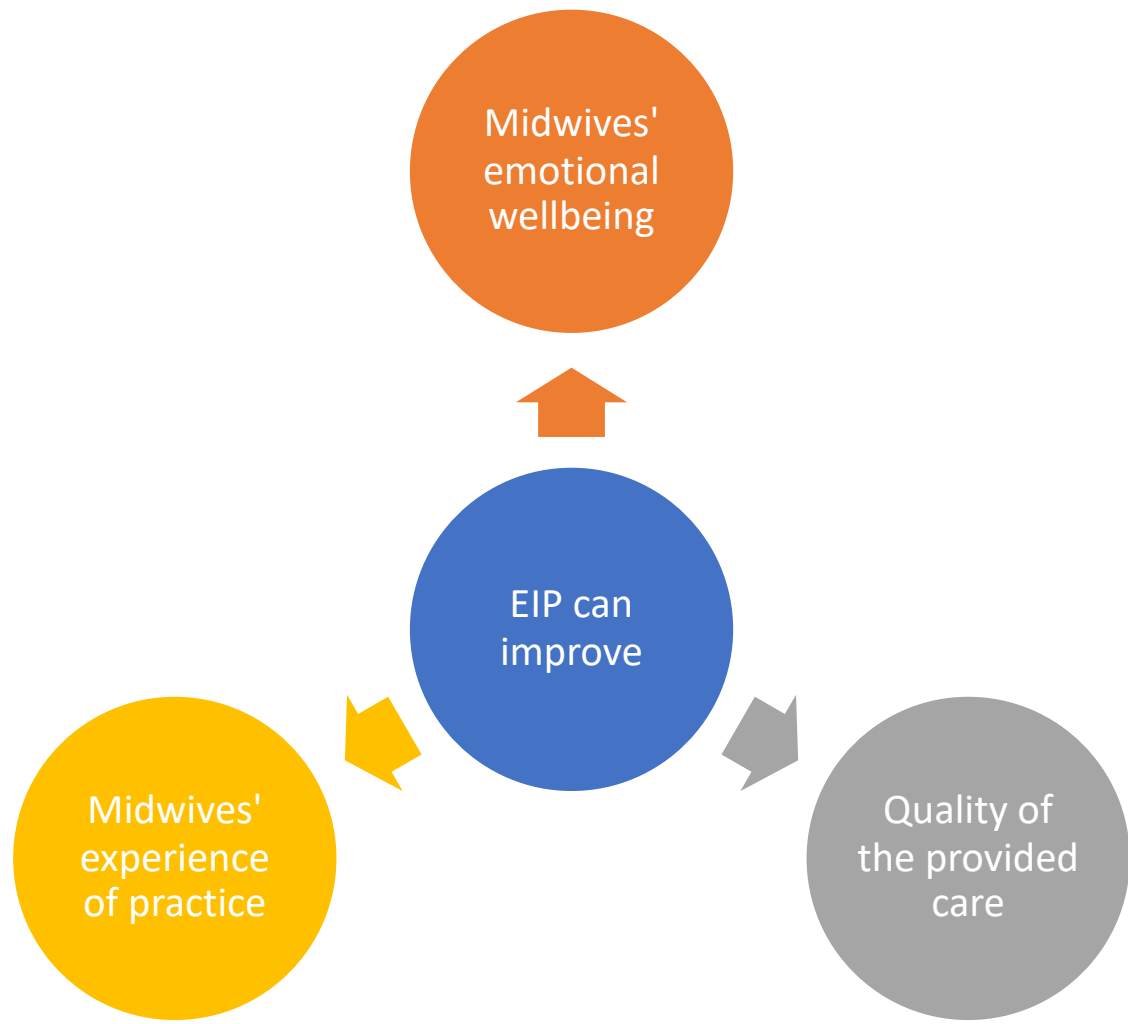 Midwives'
emotional
wellbeing
EIP can
improve
Midwives'
experience
of practice
Quality of
the provided
care